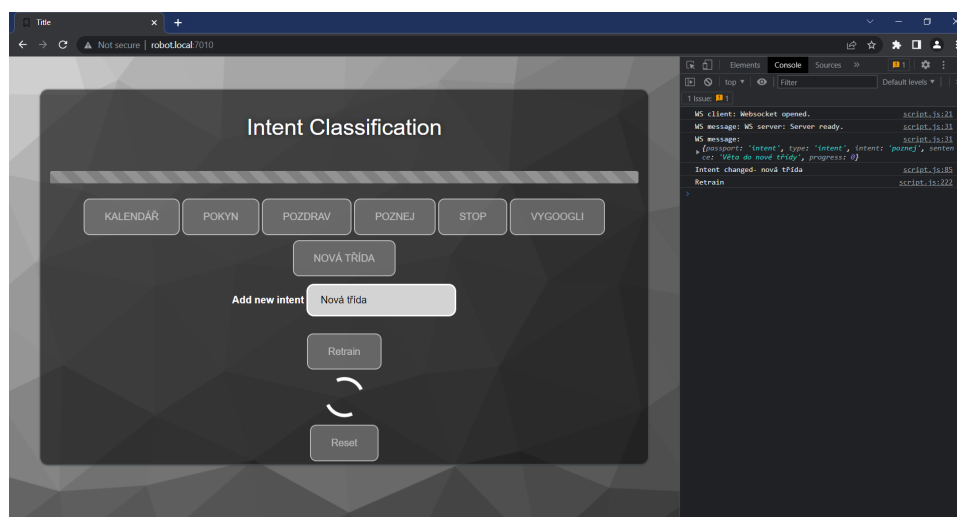 Title
Not secure | robot.local:7010
Elements Console Sources » 1
top ▼ Filter Default levels ▼
1 Issue: 1
WS client: Websocket opened. script.js:21
WS message: WS server: Server ready. script.js:31
WS message: script.js:31
{passport: 'intent', type: 'intent', intent: 'poznej', senten
ce: 'Věta do nové třídy', progress: 0}
Intent changed- nová třída script.js:85
Retrain script.js:222
Intent Classification
KALENDÁŘ POKYN POZDRAV POZNEJ STOP VYGOOGLI
NOVÁ TŘÍDA
Add new intent Nová třída
Retrain
Reset